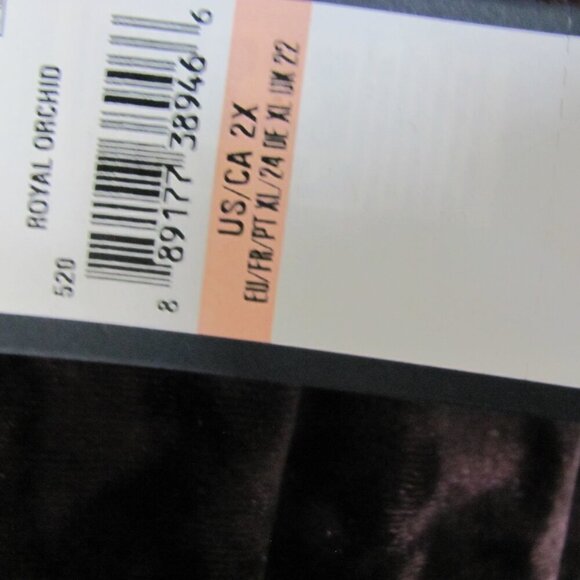 520 ROYAL ORCHID
8 89177 38946 6
US/CA 2X
EU/FR/PT XL/24 DE XL UK 22